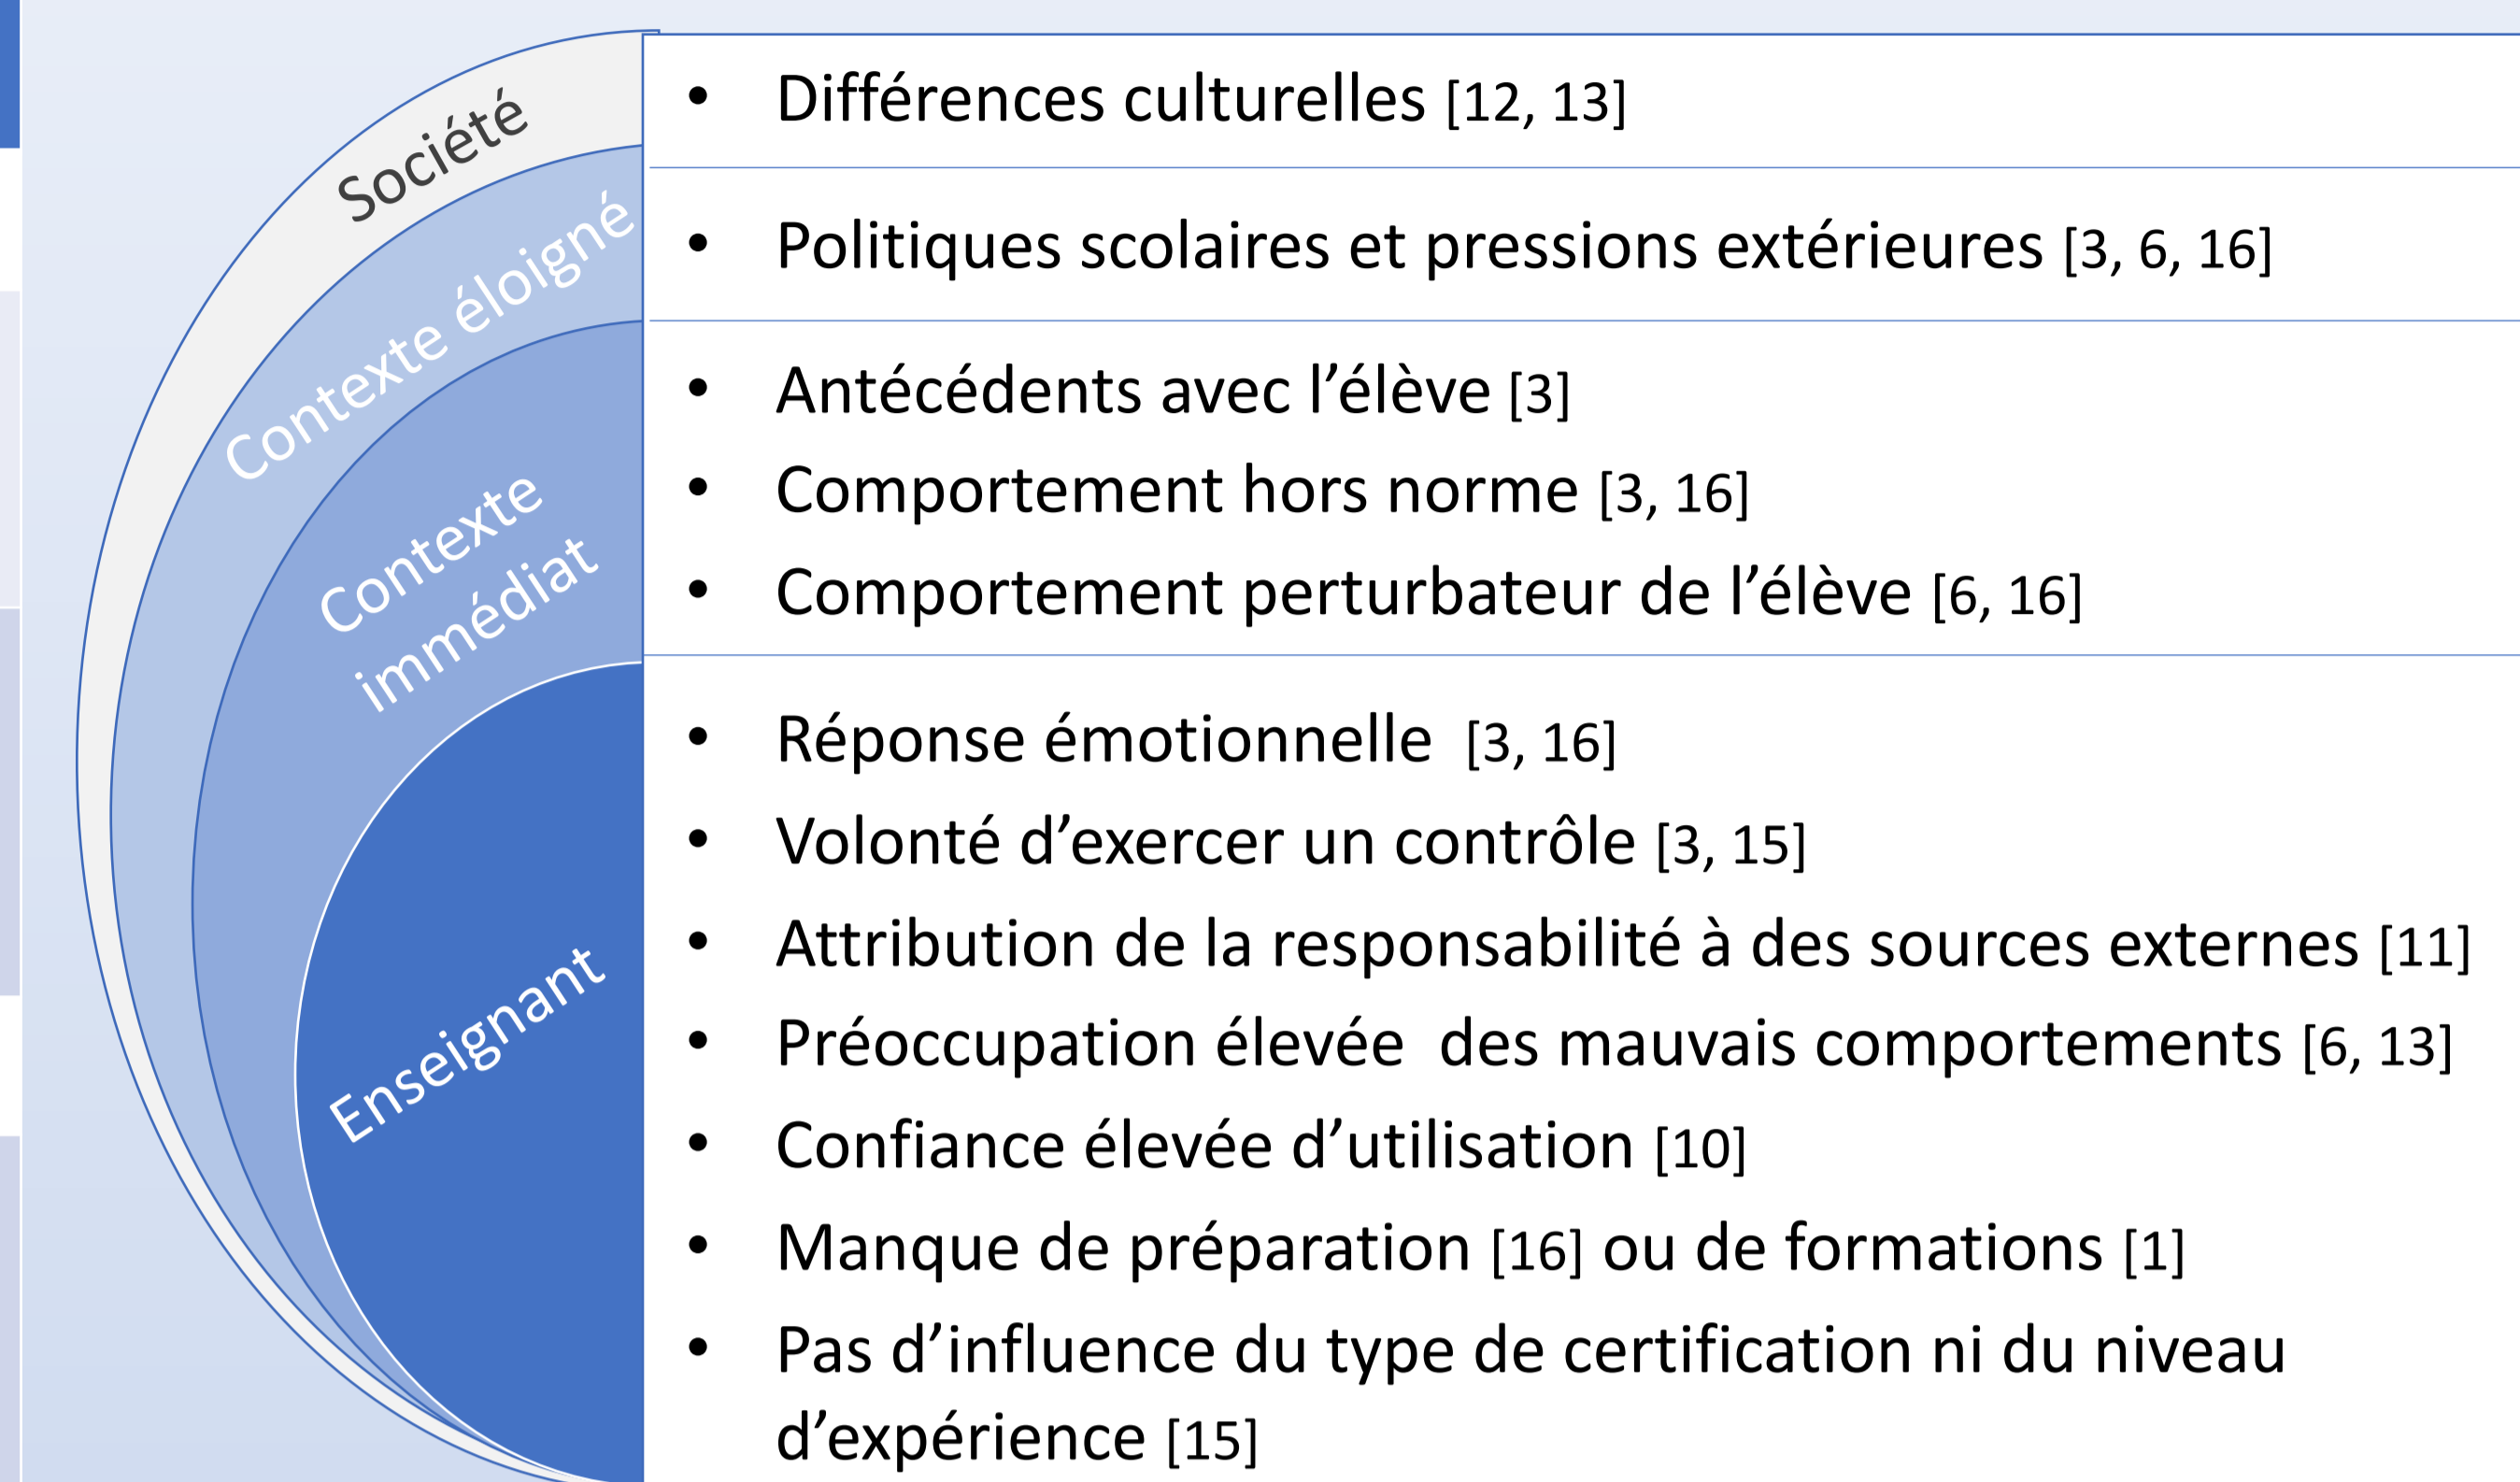 Société
Contexte éloigné
Contexte
immédiat
Enseignant
• Différences culturelles [12, 13]
• Politiques scolaires et pressions extérieures [3, 6, 16]
• Antécédents avec l’élève [3]
• Comportement hors norme [3, 16]
• Comportement perturbateur de l’élève [6, 16]
• Réponse émotionnelle  [3, 16]
• Volonté d’exercer un contrôle [3, 15]
• Attribution de la responsabilité à des sources externes [11]
• Préoccupation élevée  des mauvais comportements [6, 13]
• Confiance élevée d’utilisation [10]
• Manque de préparation [16] ou de formations [1]
• Pas d’influence du type de certification ni du niveau
d’expérience [15]